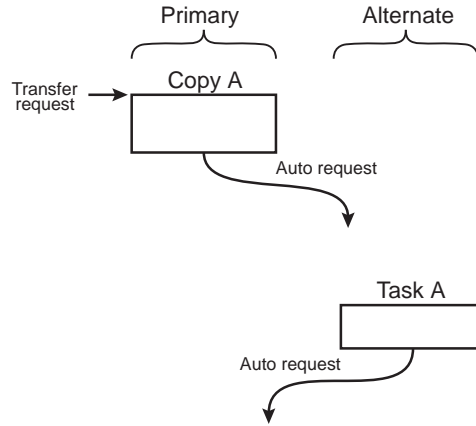 Primary
Alternate
Copy A
Transfer
request
Auto request
Task A
Auto request